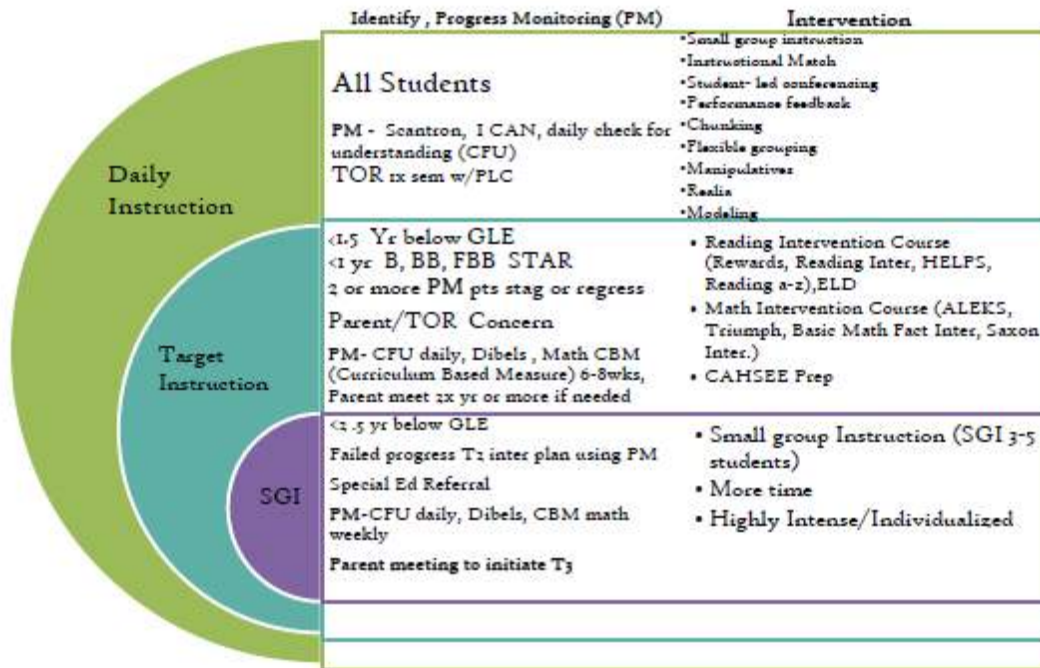 Identify , Progress Monitoring (PM)
Intervention
Daily
Instruction
All Students
PM - Scantron, I CAN, daily check for
understanding (CFU)
TOR 1x sem w/PLC
•Small group instruction
•Instructional Match
•Student- led conferencing
•Performance feedback
•Chunking
•Flexible grouping
•Manipulatives
•Realia
•Modeling
Target
Instruction
<1.5 Yr below GLE
<1 yr B, BB, FBB STAR
2 or more PM pts stag or regress
Parent/TOR Concern
PM- CFU daily, Dibels , Math CBM
(Curriculum Based Measure) 6-8wks,
Parent meet 2x yr or more if needed
• Reading Intervention Course
(Rewards, Reading Inter, HELPS,
Reading a-z),ELD
• Math Intervention Course (ALEKS,
Triumph, Basic Math Fact Inter, Saxon
Inter.)
• CAHSEE Prep
SGI
<2 .5 yr below GLE
Failed progress T2 inter plan using PM
Special Ed Referral
PM-CFU daily, Dibels, CBM math
weekly
Parent meeting to initiate T3
• Small group Instruction (SGI 3-5
students)
• More time
• Highly Intense/Individualized